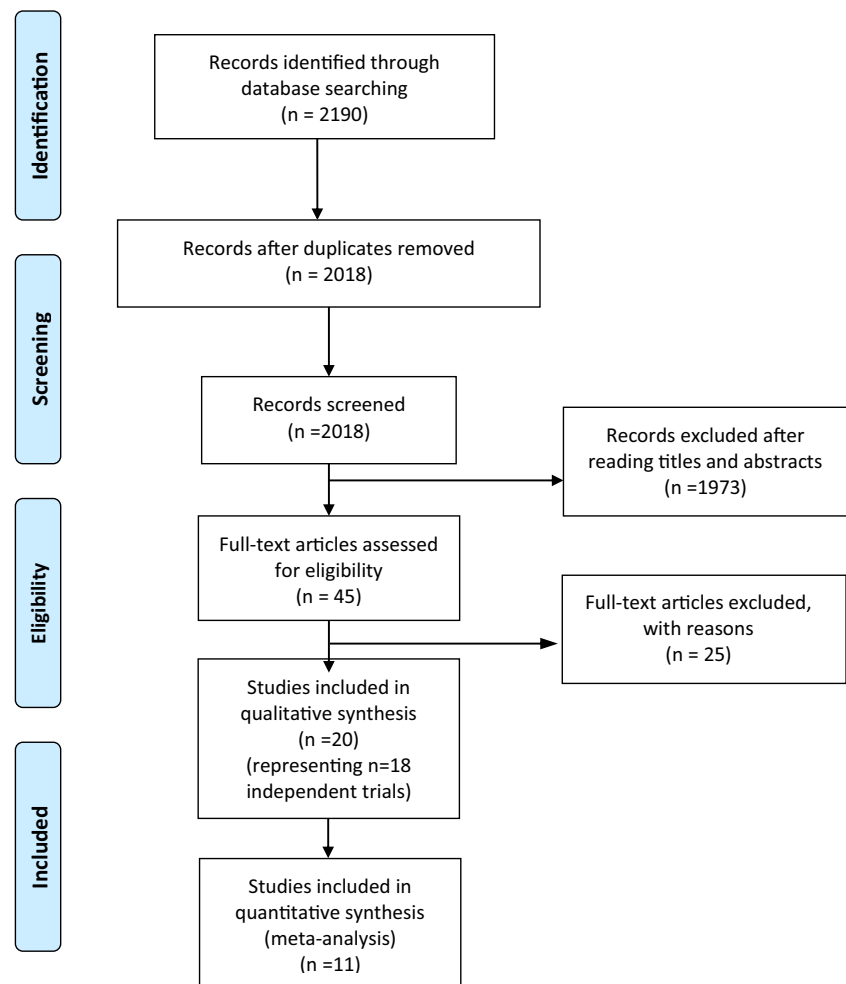 Identification
Records identified through
database searching
(n = 2190)
Records after duplicates removed
(n = 2018)
Screening
Records screened
(n =2018)
Records excluded after
reading titles and abstracts
(n =1973)
Eligibility
Full-text articles assessed
for eligibility
(n = 45)
Full-text articles excluded,
with reasons
(n = 25)
Studies included in
qualitative synthesis
(n =20)
(representing n=18
independent trials)
Included
Studies included in
quantitative synthesis
(meta-analysis)
(n =11)